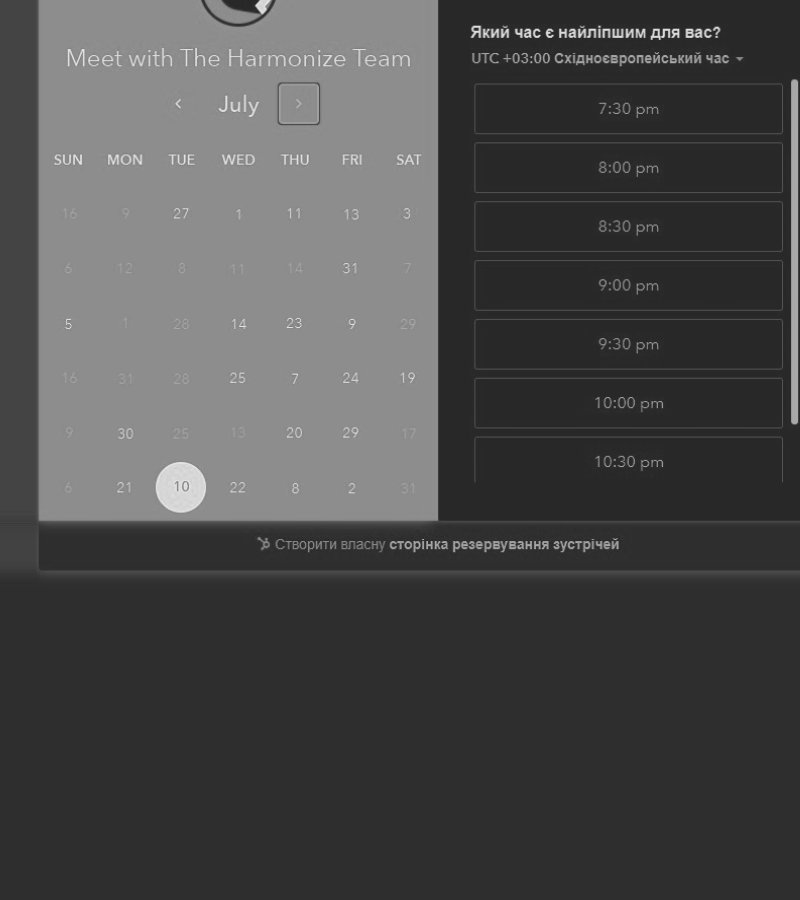 Meet with The Harmonize Team
July
SUN MON TUE WED THU FRI SAT
16 9 27 1 11 13 3
6 12 8 11 14 31 7
5 1 28 14 23 9 29
16 31 28 25 7 24 19
9 30 25 13 20 29 17
6 21 10 22 8 2 31
Який час є найліпшим для вас?
UTC +03:00 Східноєвропейський час
7:30 pm
8:00 pm
8:30 pm
9:00 pm
9:30 pm
10:00 pm
10:30 pm
Створити власну сторінка резервування зустрічей